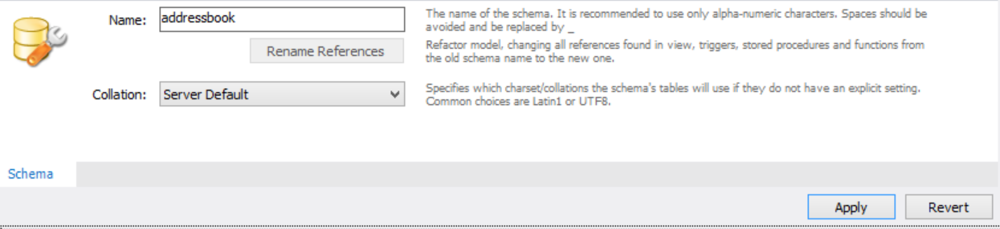 Name:
addressbook
The name of the schema. It is recommended to use only alpha-numeric characters. Spaces should be
avoided and be replaced by _
Rename References
Refactor model, changing all references found in view, triggers, stored procedures and functions from
the old schema name to the new one.
Collation:
Server Default
Specifies which charset/collations the schema's tables will use if they do not have an explicit setting.
Common choices are Latin1 or UTF8.
Schema
Apply
Revert